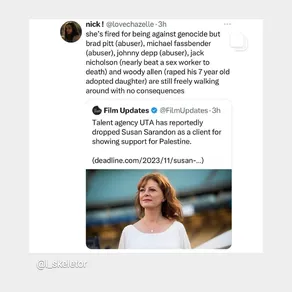 nick ! @lovechazelle · 3h
she's fired for being against genocide but
brad pitt (abuser), michael fassbender
(abuser), johnny depp (abuser), jack
nicholson (nearly beat a sex worker to
death) and woody allen (raped his 7 year old
adopted daughter) are still freely walking
around with no consequences
Film Updates @FilmUpdates · 3h
Talent agency UTA has reportedly
dropped Susan Sarandon as a client for
showing support for Palestine.
(deadline.com/2023/11/susan-...)
@i_skeletor